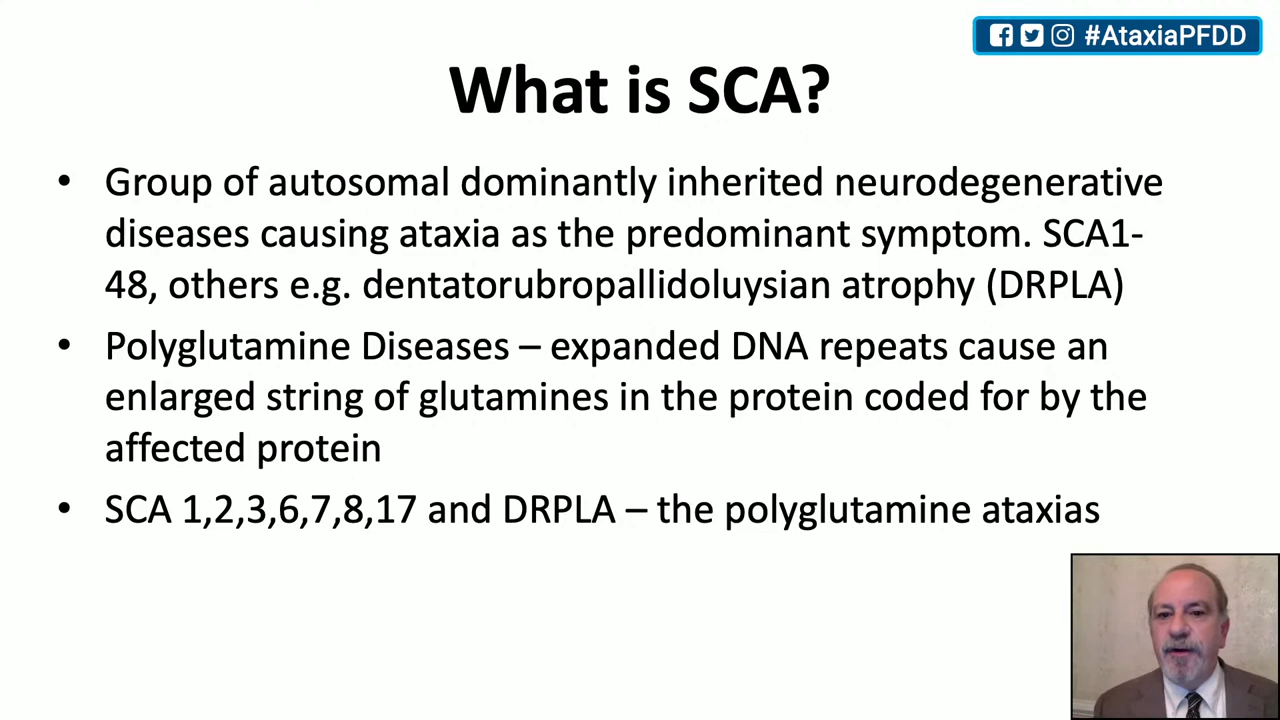 #AtaxiaPFDD
What is SCA?
• Group of autosomal dominantly inherited neurodegenerative
diseases causing ataxia as the predominant symptom. SCA1-
48, others e.g. dentatorubropallidoluysian atrophy (DRPLA)
• Polyglutamine Diseases – expanded DNA repeats cause an
enlarged string of glutamines in the protein coded for by the
affected protein
• SCA 1,2,3,6,7,8,17 and DRPLA – the polyglutamine ataxias